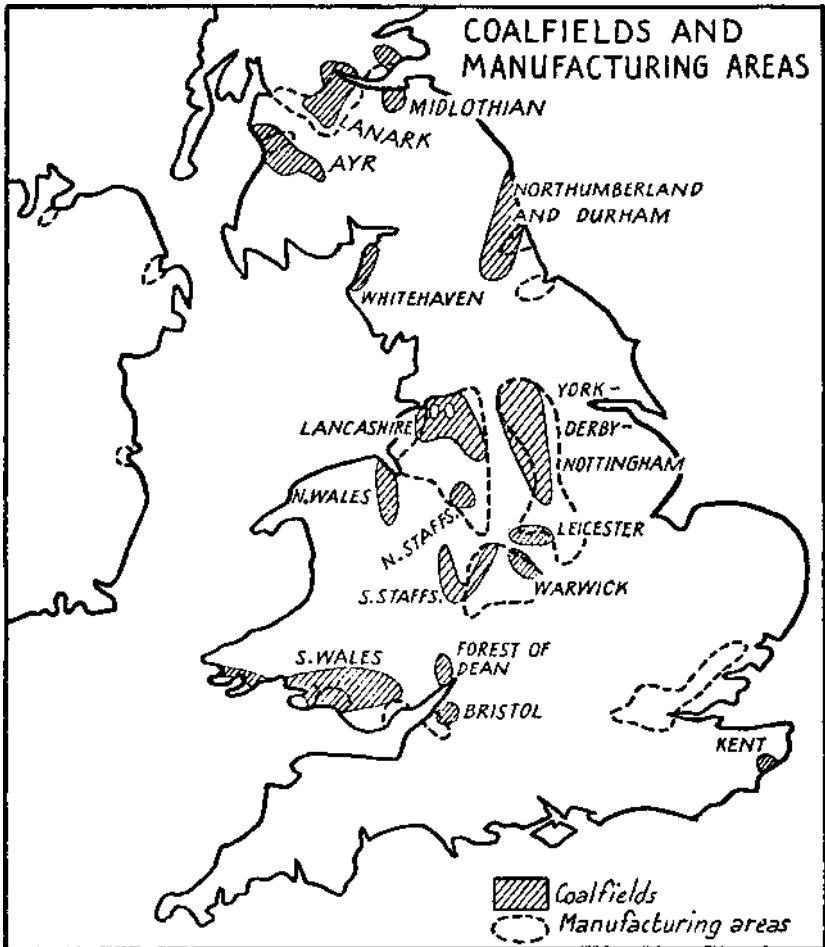 COALFIELDS AND
MANUFACTURING AREAS
MIDLOTHIAN
LANARK
AYR
NORTHUMBERLAND
AND DURHAM
WHITEHAVEN
YORK-
DERBY-
NOTTINGHAM
LANCASHIRE
N. WALES
N. STAFFS.
LEICESTER
WARWICK
S. STAFFS.
S. WALES
FOREST OF
DEAN
BRISTOL
KENT
Coalfields
Manufacturing areas